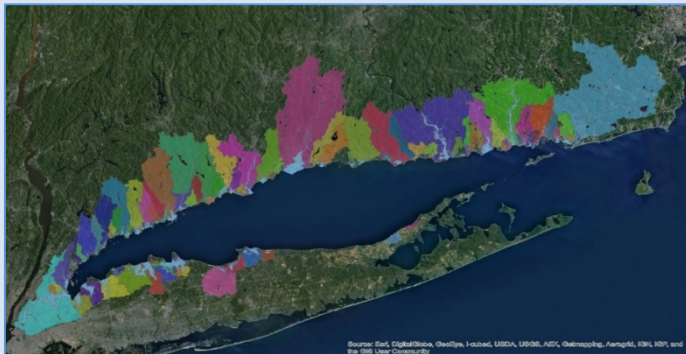 Source: Esri, DigitalGlobe, GeoEye, i-cubed, USDA, USGS, AEX, Getmapping, Aerogrid, IGN, IGP, and
the GIS User Community